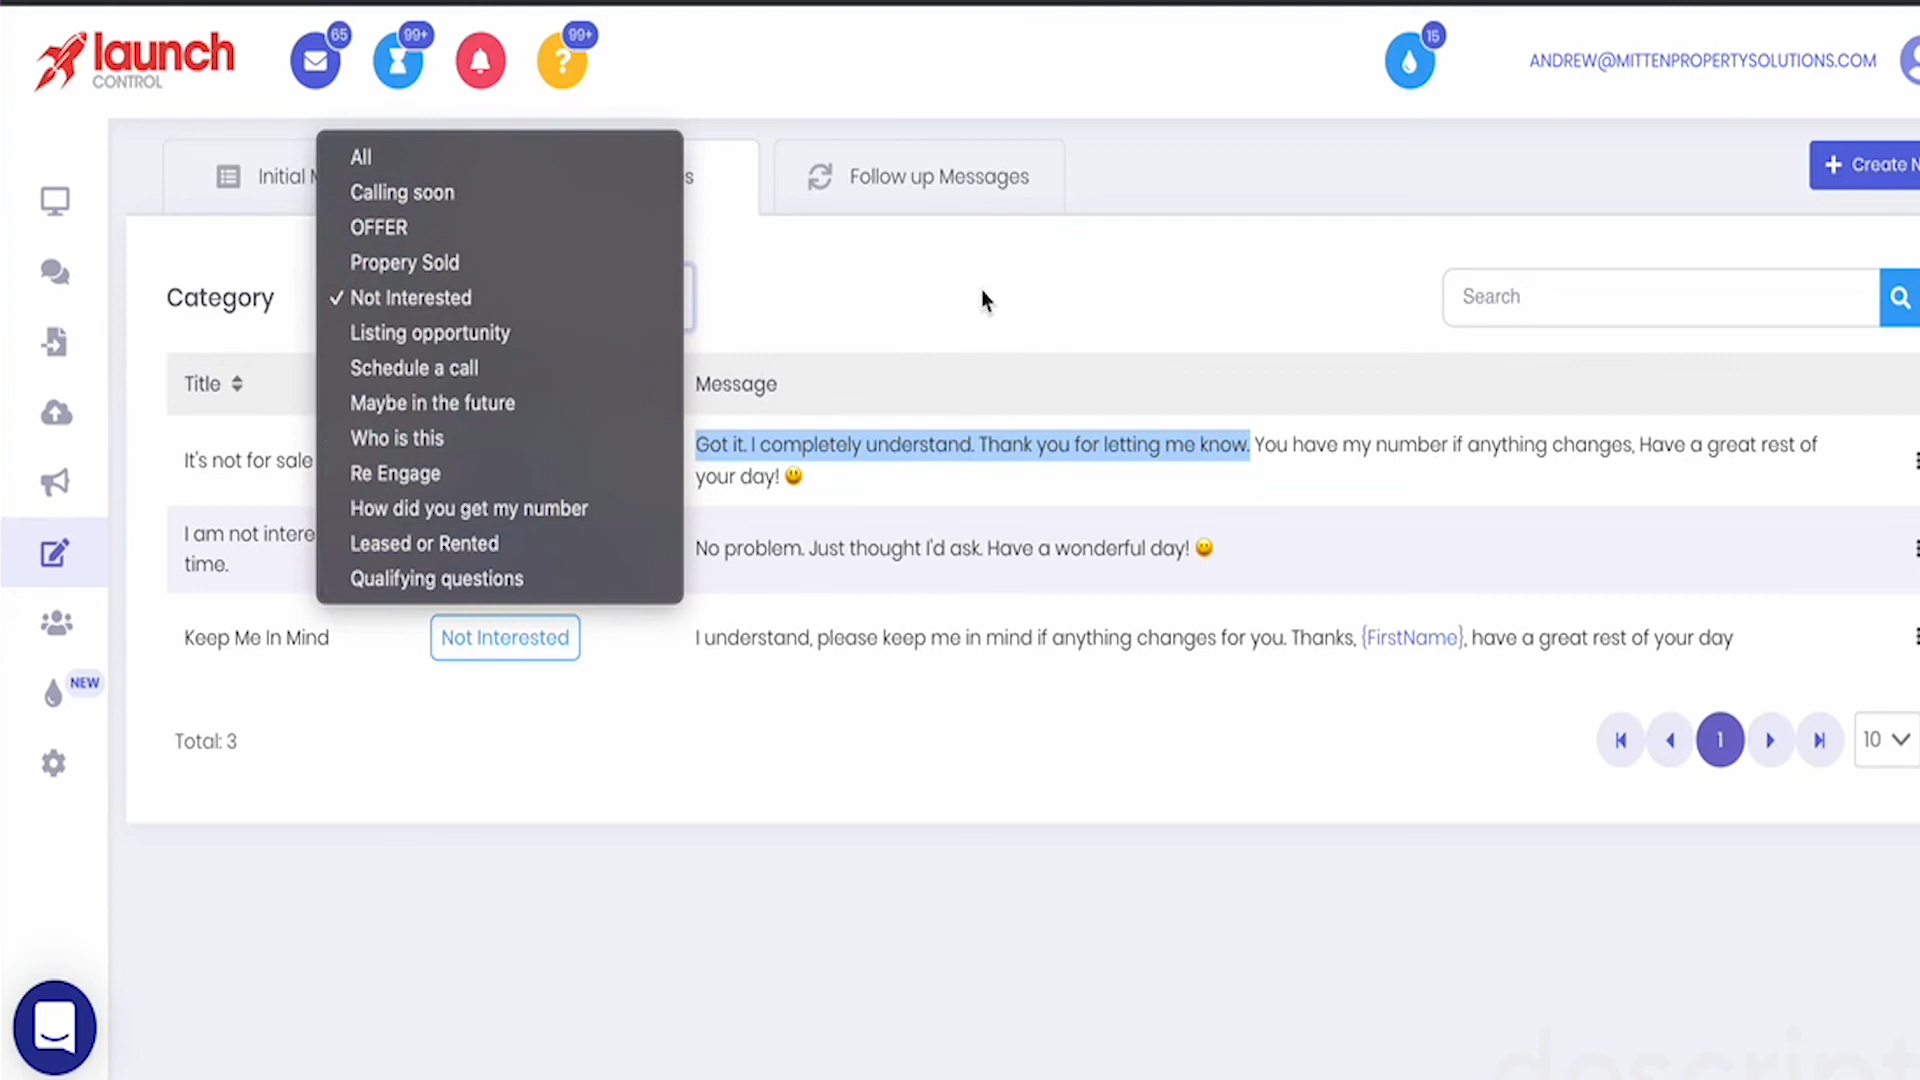 launch
CONTROL
65
99+
99+
?
15
ANDREW@MITTENPROPERTYSOLUTIONS.COM
Initial
s
Follow up Messages
+ Create
Category
All
Calling soon
OFFER
Propery Sold
✓ Not Interested
Listing opportunity
Schedule a call
Maybe in the future
Who is this
Re Engage
How did you get my number
Leased or Rented
Qualifying questions
Search
Title
Message
It's not for sale
Got it. I completely understand. Thank you for letting me know. You have my number if anything changes, Have a great rest of
your day! 😃
I am not
time.
No problem. Just thought I'd ask. Have a wonderful day! 😀
Keep Me In Mind
Not Interested
I understand, please keep me in mind if anything changes for you. Thanks, {FirstName}, have a great rest of your day
NEW
Total: 3
1
10
descript